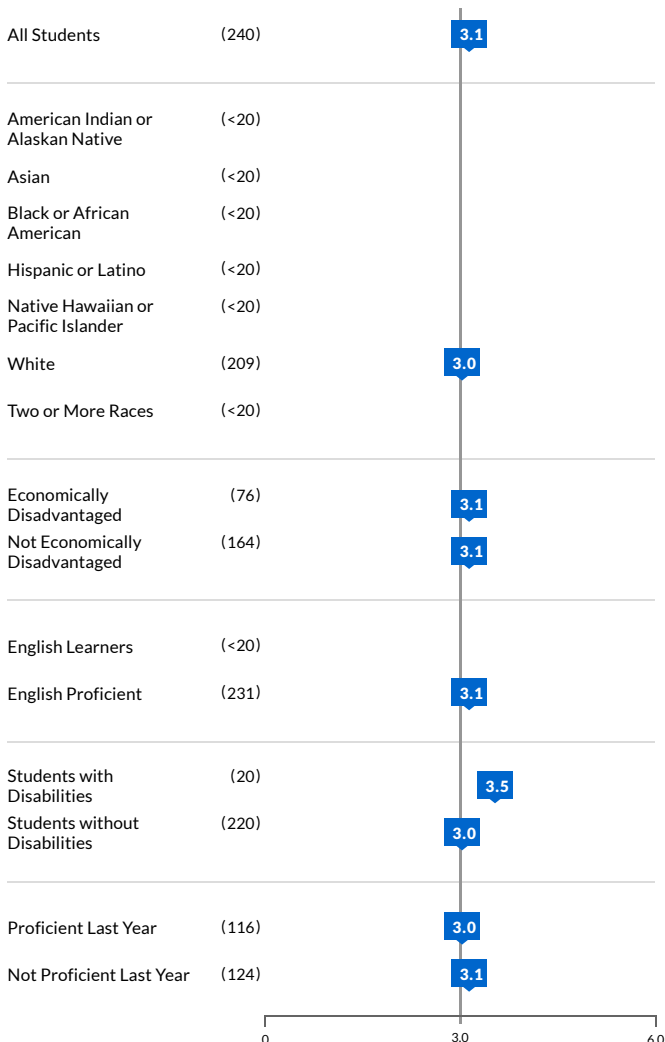 All Students (240) 3.1
American Indian or (<20)
Alaskan Native
Asian (<20)
Black or African (<20)
American
Hispanic or Latino (<20)
Native Hawaiian or (<20)
Pacific Islander
White (209) 3.0
Two or More Races (<20)
Economically (76) 3.1
Disadvantaged
Not Economically (164) 3.1
Disadvantaged
English Learners (<20)
English Proficient (231) 3.1
Students with (20) 3.5
Disabilities
Students without (220) 3.0
Disabilities
Proficient Last Year (116) 3.0
Not Proficient Last Year (124) 3.1
0 3.0 6.0